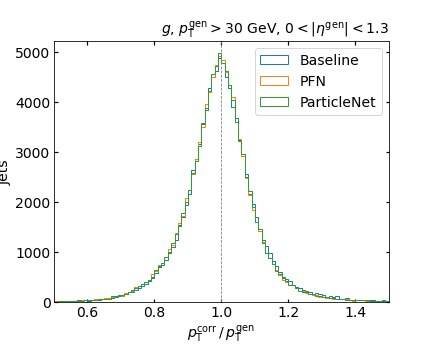 g, p_T^gen > 30 GeV, 0 < |η^gen| < 1.3
5000
4000
3000
2000
1000
0
Jets
Baseline
PFN
ParticleNet
0.6 0.8 1.0 1.2 1.4
p_T^corr / p_T^gen